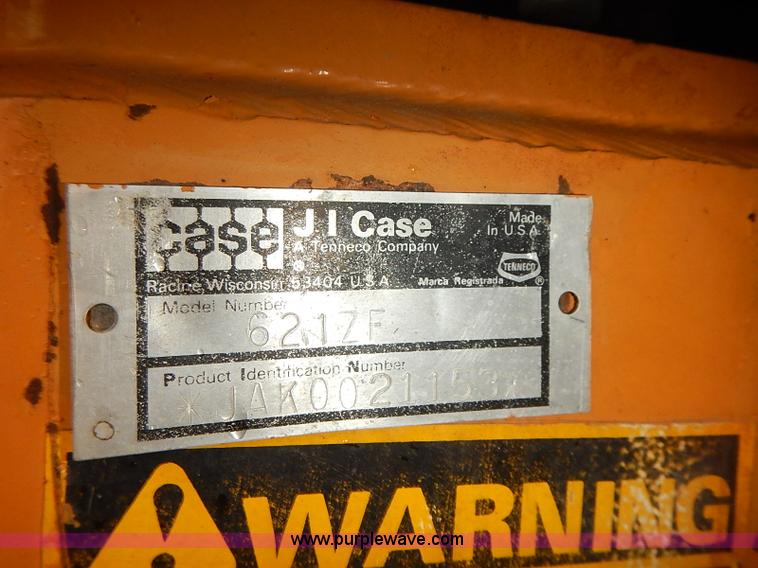 case
J I Case
A Tenneco Company
Made
In U.S.A.
Racine Wisconsin 53404 U.S.A.
Marca Registrada
TENNECO
®
Model Number
621ZF
Product Identification Number
*JAK0021153*
WARNING
www.purplewave.com